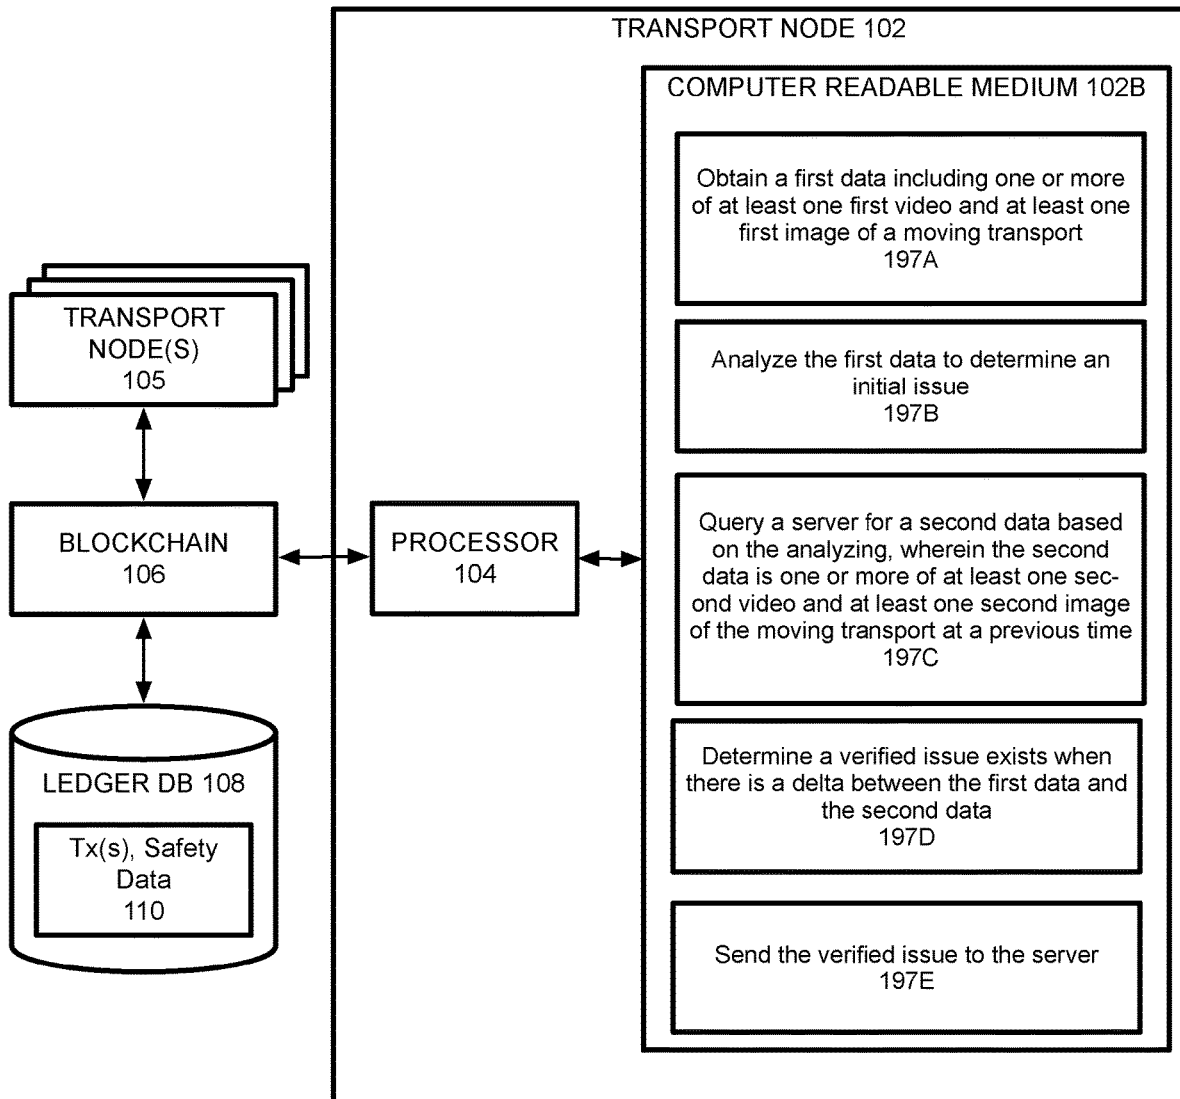 TRANSPORT NODE 102
COMPUTER READABLE MEDIUM 102B
Obtain a first data including one or more
of at least one first video and at least one
first image of a moving transport
197A
Analyze the first data to determine an
initial issue
197B
Query a server for a second data based
on the analyzing, wherein the second
data is one or more of at least one sec-
ond video and at least one second image
of the moving transport at a previous time
197C
Determine a verified issue exists when
there is a delta between the first data and
the second data
197D
Send the verified issue to the server
197E
TRANSPORT
NODE(S)
105
BLOCKCHAIN
106
PROCESSOR
104
LEDGER DB 108
Tx(s), Safety
Data
110